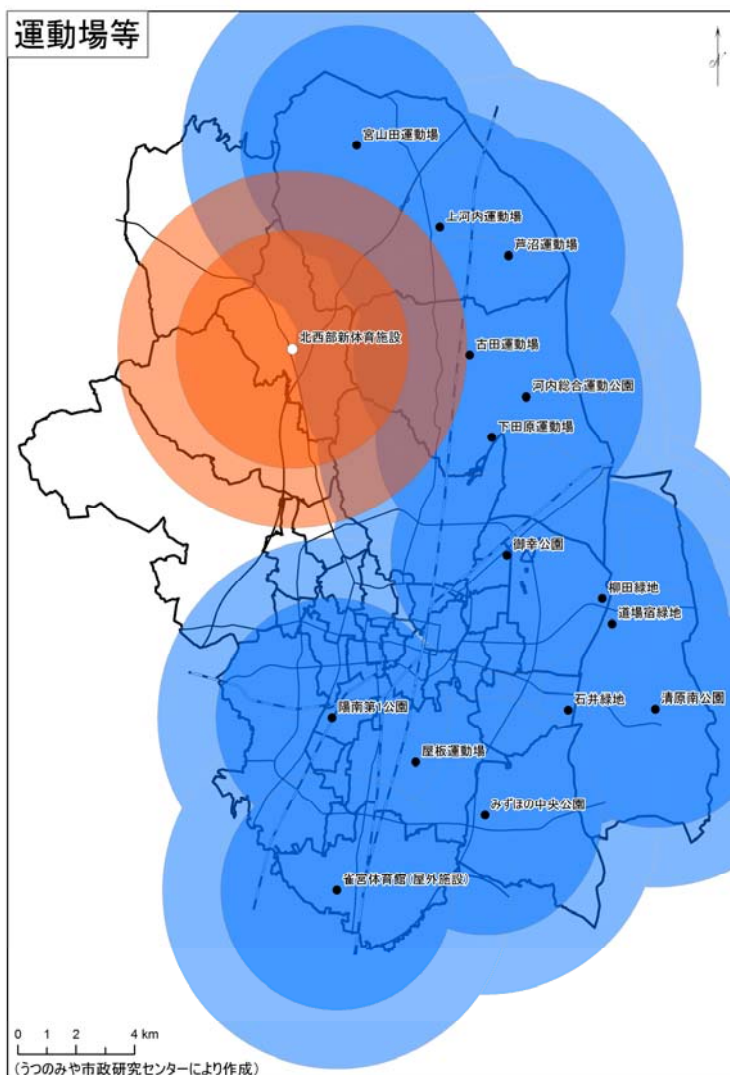 運動場等
宮山田運動場
上河内運動場
芦沼運動場
北西部新体育施設
古田運動場
河内総合運動公園
下田原運動場
御幸公園
柳田緑地
道場宿緑地
陽南第1公園
石井緑地
清原南公園
屋板運動場
みずほの中央公園
雀宮体育館(屋外施設)
0 1 2 4 km
(うつのみや市政研究センターにより作成)